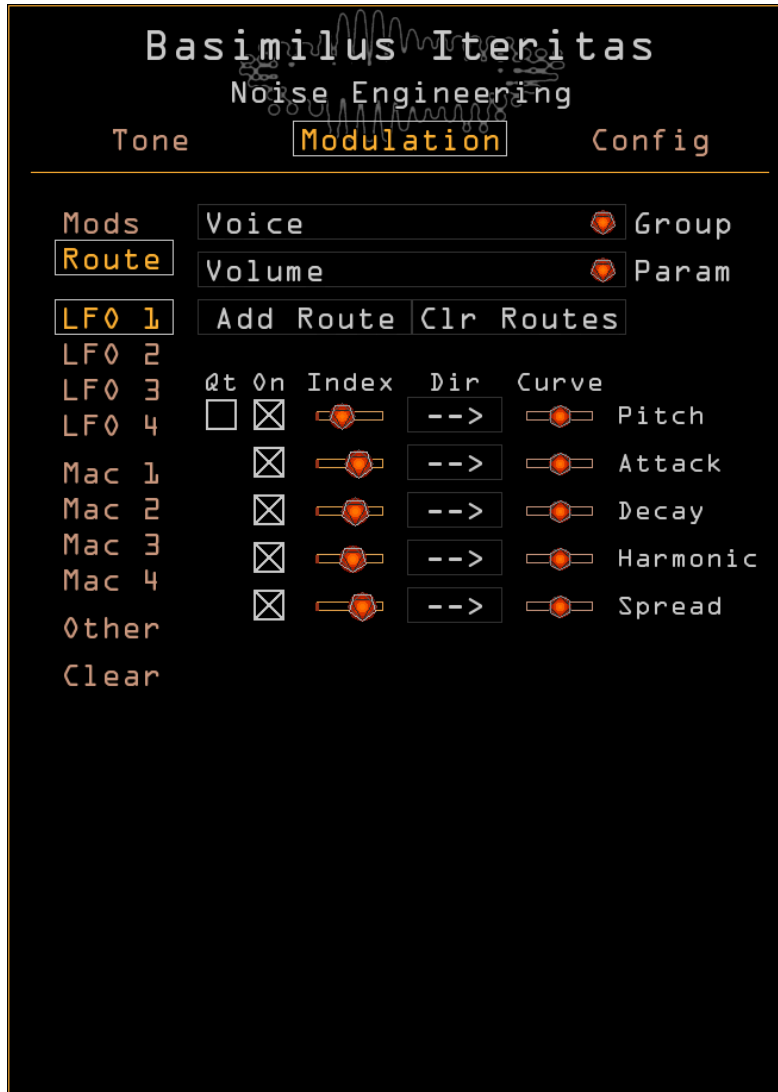 Basimilus Iteritas
Noise Engineering
Tone Modulation Config
Mods Voice Group
Route Volume Param
LFO 1 Add Route Clr Routes
LFO 2
LFO 3 Qt On Index Dir Curve
LFO 4 --> Pitch
Mac 1 --> Attack
Mac 2 --> Decay
Mac 3 --> Harmonic
Mac 4
Other --> Spread
Clear